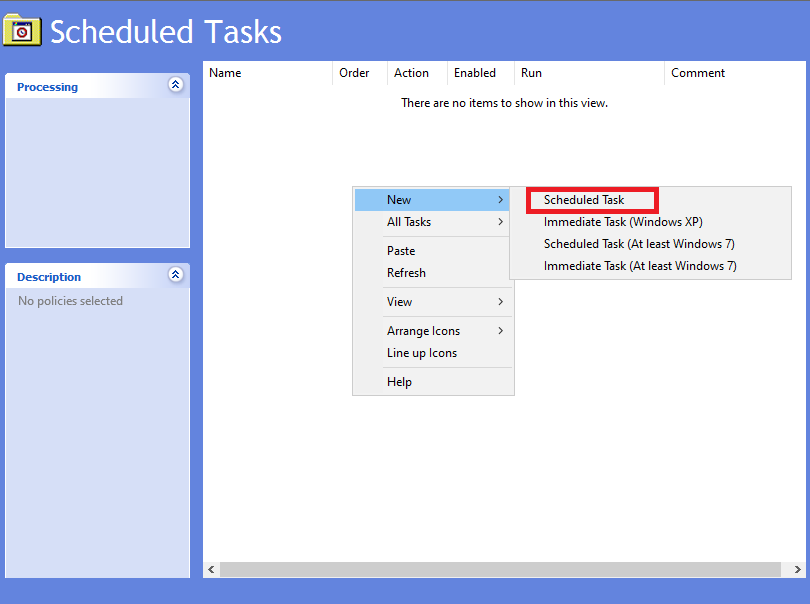 Scheduled Tasks
Processing
Name Order Action Enabled Run Comment
There are no items to show in this view.
Description
No policies selected
New
All Tasks
Paste
Refresh
View
Arrange Icons
Line up Icons
Help
Scheduled Task
Immediate Task (Windows XP)
Scheduled Task (At least Windows 7)
Immediate Task (At least Windows 7)